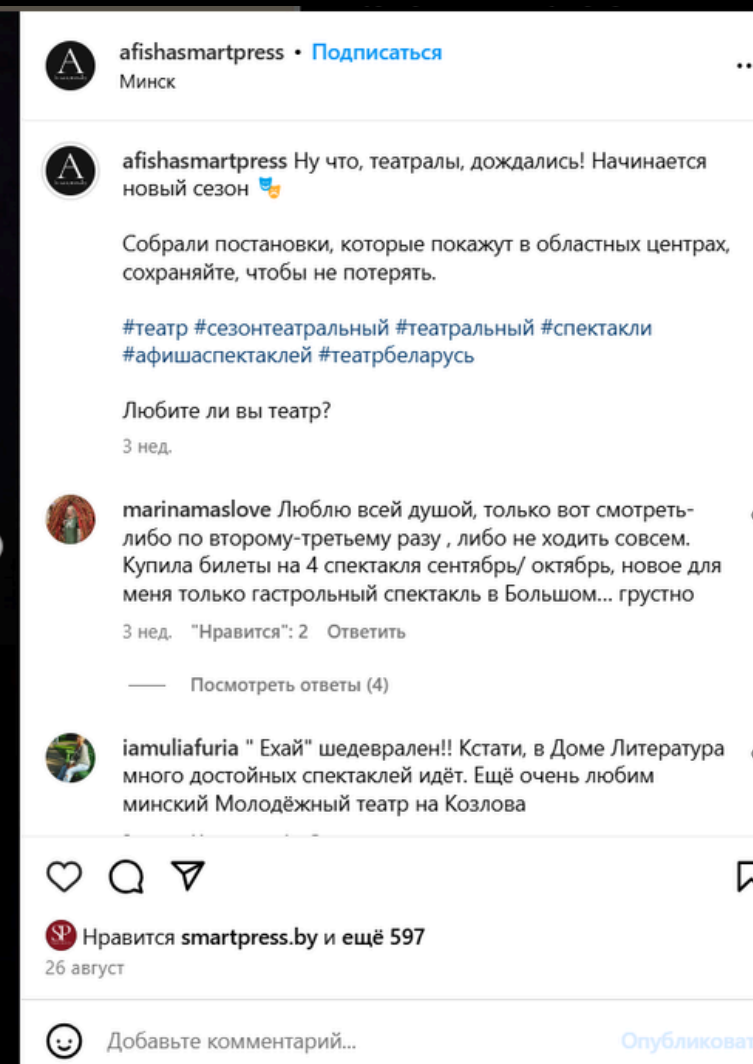 afishasmartpress • Подписаться
Минск
afishasmartpress Ну что, театралы, дождались! Начинается
новый сезон 🎭
Собрали постановки, которые покажут в областных центрах,
сохраняйте, чтобы не потерять.
#театр #сезонтеатральный #театральный #спектакли
#афишаспектаклей #театрбеларусь
Любите ли вы театр?
3 нед.
marinamaslove Люблю всей душой, только вот смотреть-
либо по второму-третьему разу , либо не ходить совсем.
Купила билеты на 4 спектакля сентябрь/ октябрь, новое для
меня только гастрольный спектакль в Большом... грустно
3 нед. "Нравится": 2 Ответить
Посмотреть ответы (4)
iamuliafuria " Ехай" шедеврален!! Кстати, в Доме Литература
много достойных спектаклей идёт. Ещё очень любим
минский Молодёжный театр на Козлова
Нравится smartpress.by и ещё 597
26 август
Добавьте комментарий...
Опубликоват